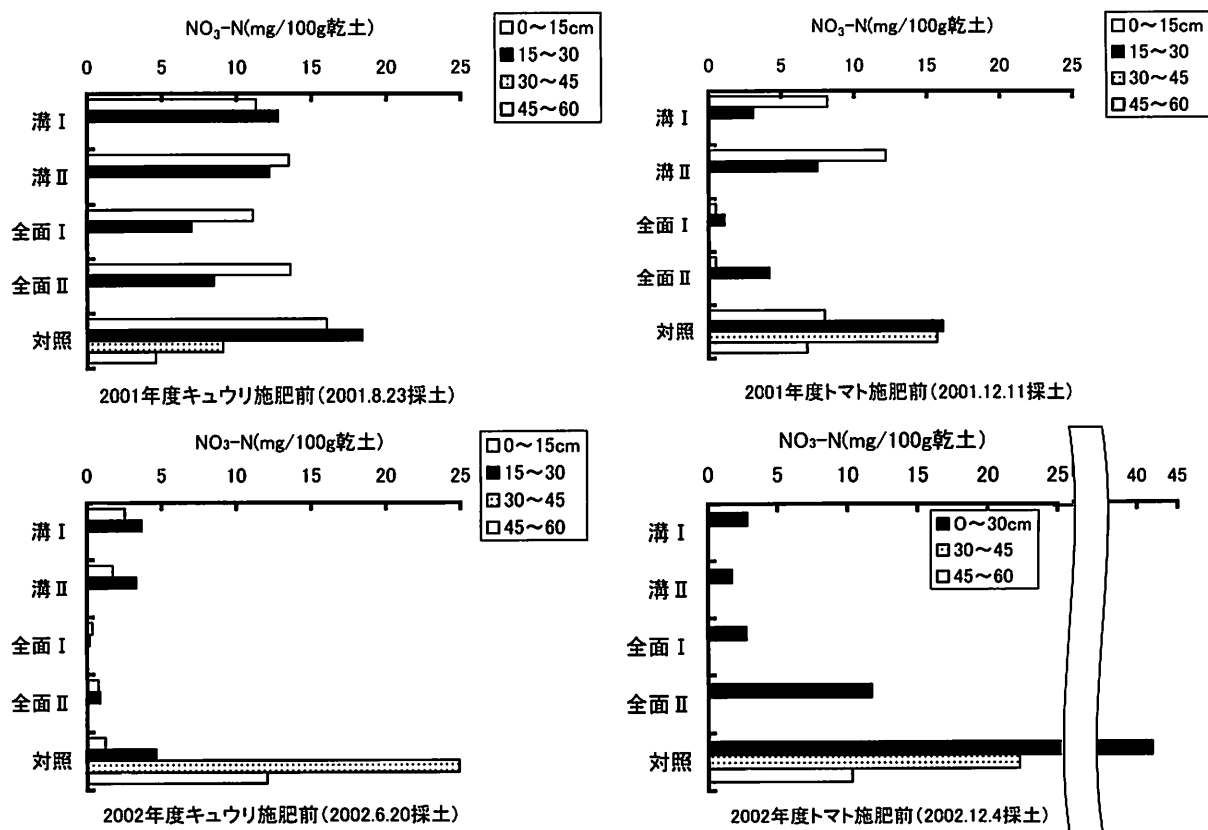 NO₃-N(mg/100g乾土)
0 5 10 15 20 25
0～15cm
15～30
30～45
45～60
溝Ⅰ
溝Ⅱ
全面Ⅰ
全面Ⅱ
対照
2001年度キュウリ施肥前(2001.8.23採土)
NO₃-N(mg/100g乾土)
0 5 10 15 20 25
0～15cm
15～30
30～45
45～60
溝Ⅰ
溝Ⅱ
全面Ⅰ
全面Ⅱ
対照
2001年度トマト施肥前(2001.12.11採土)
NO₃-N(mg/100g乾土)
0 5 10 15 20 25
0～15cm
15～30
30～45
45～60
溝Ⅰ
溝Ⅱ
全面Ⅰ
全面Ⅱ
対照
2002年度キュウリ施肥前(2002.6.20採土)
NO₃-N(mg/100g乾土)
0 5 10 15 20 25 40 45
0～30cm
30～45
45～60
溝Ⅰ
溝Ⅱ
全面Ⅰ
全面Ⅱ
対照
2002年度トマト施肥前(2002.12.4採土)